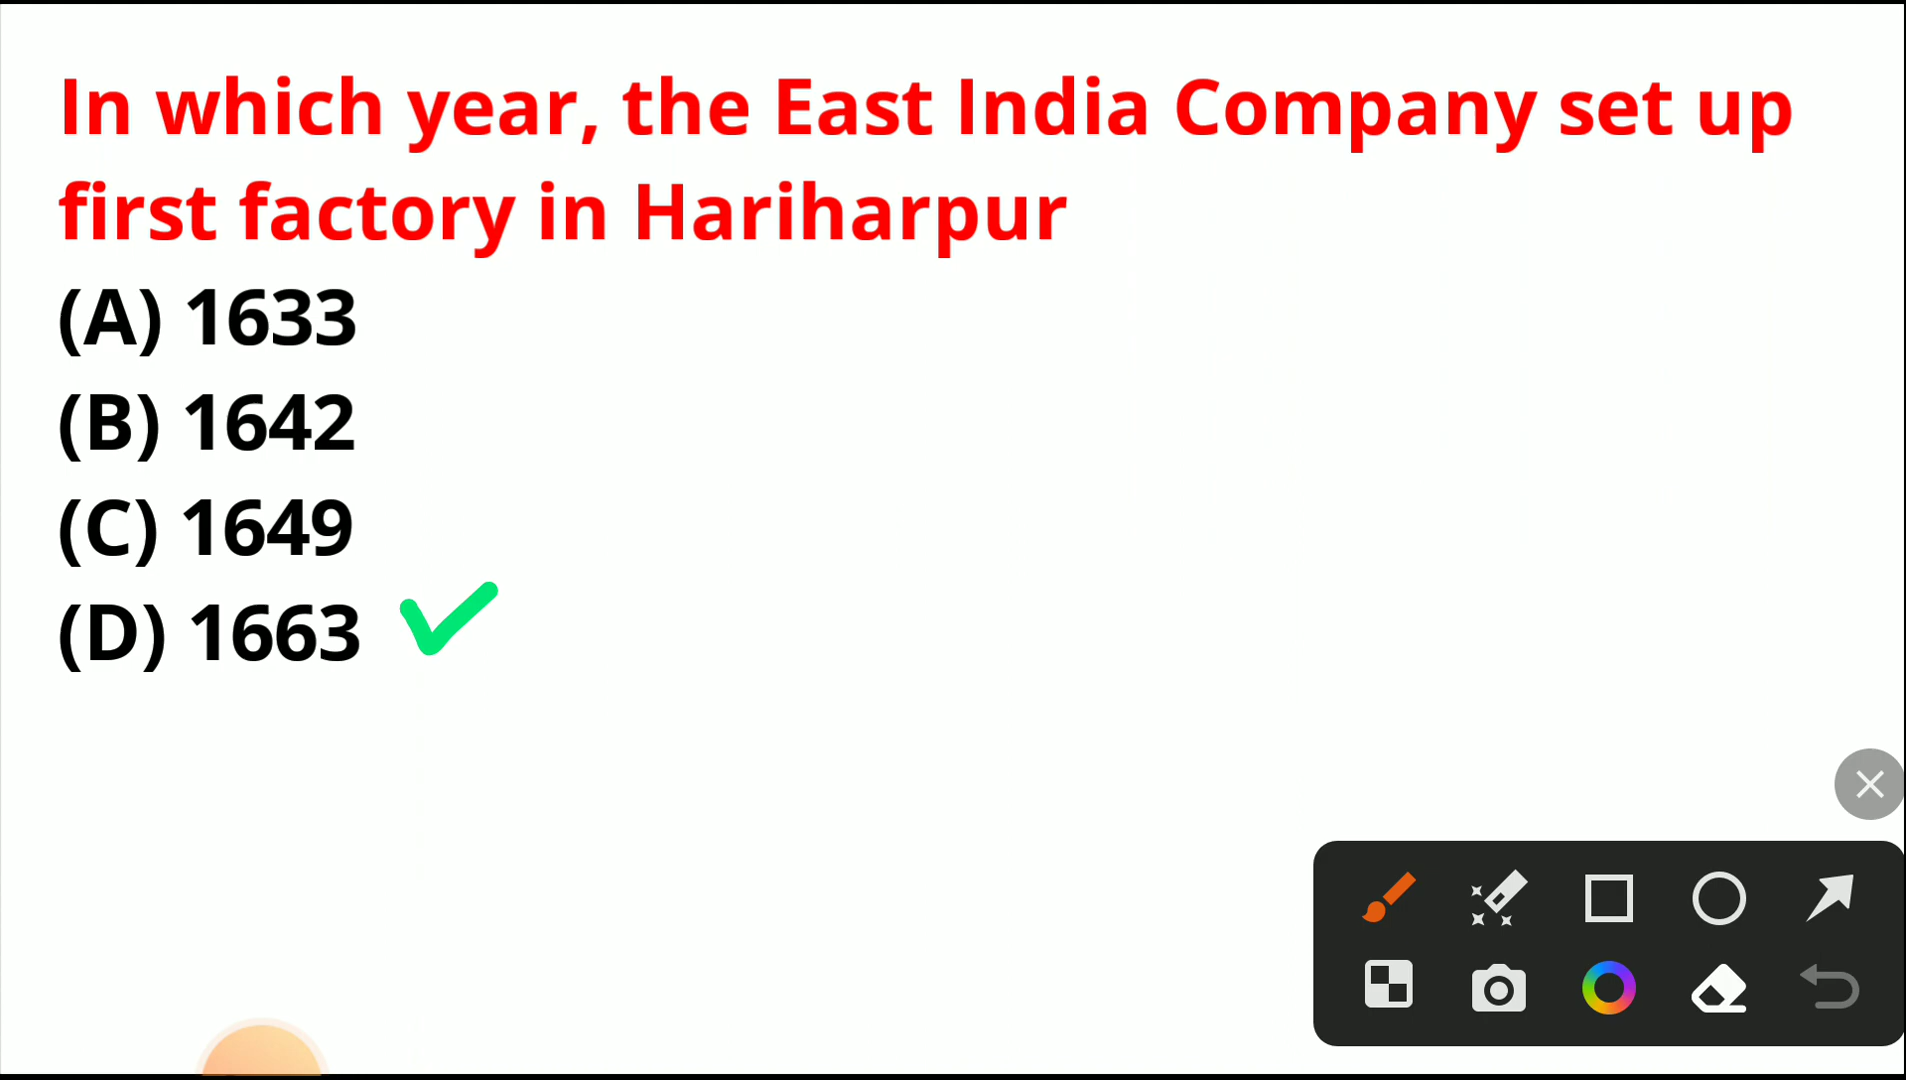 In which year, the East India Company set up
first factory in Hariharpur
(A) 1633
(B) 1642
(C) 1649
(D) 1663